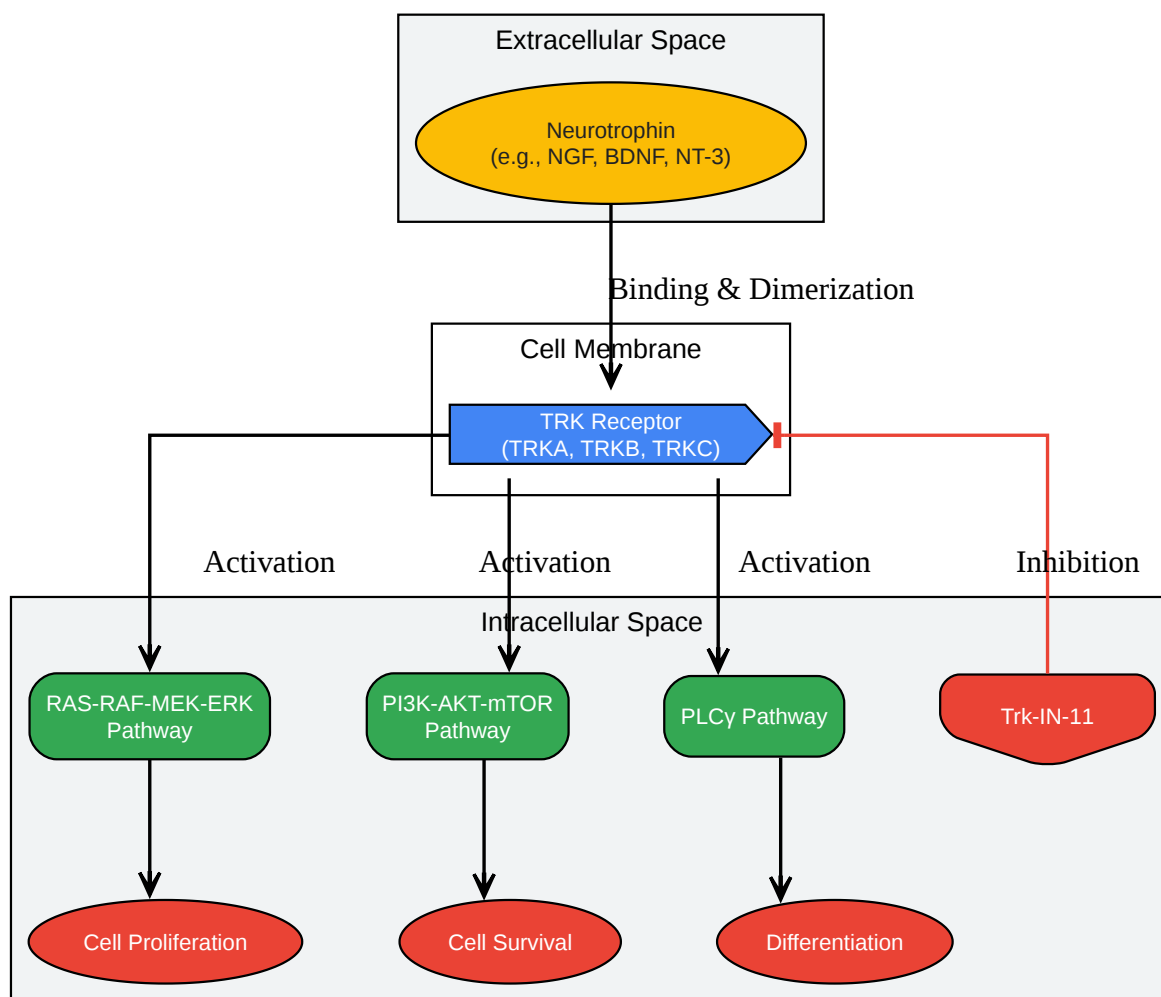 Extracellular Space
Neurotrophin
(e.g., NGF, BDNF, NT-3)
Binding & Dimerization
Cell Membrane
TRK Receptor
(TRKA, TRKB, TRKC)
Activation
Activation
Activation
Inhibition
Intracellular Space
RAS-RAF-MEK-ERK
Pathway
PI3K-AKT-mTOR
Pathway
PLCγ Pathway
Trk-IN-11
Cell Proliferation
Cell Survival
Differentiation